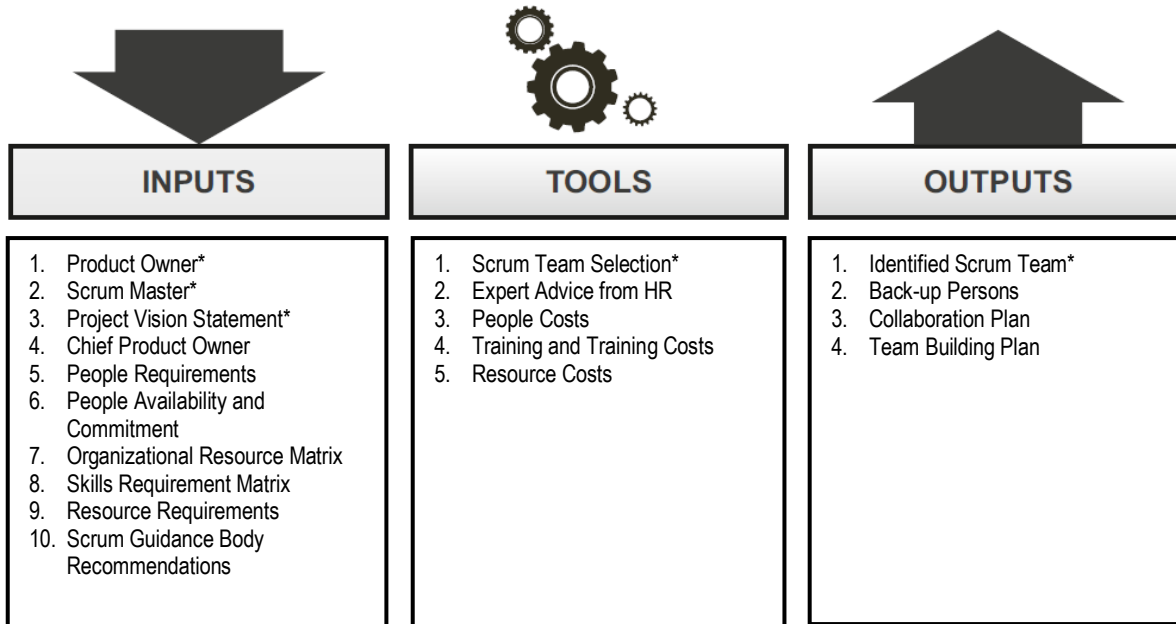 INPUTS
1. Product Owner*
2. Scrum Master*
3. Project Vision Statement*
4. Chief Product Owner
5. People Requirements
6. People Availability and
Commitment
7. Organizational Resource Matrix
8. Skills Requirement Matrix
9. Resource Requirements
10. Scrum Guidance Body
Recommendations
TOOLS
1. Scrum Team Selection*
2. Expert Advice from HR
3. People Costs
4. Training and Training Costs
5. Resource Costs
OUTPUTS
1. Identified Scrum Team*
2. Back-up Persons
3. Collaboration Plan
4. Team Building Plan